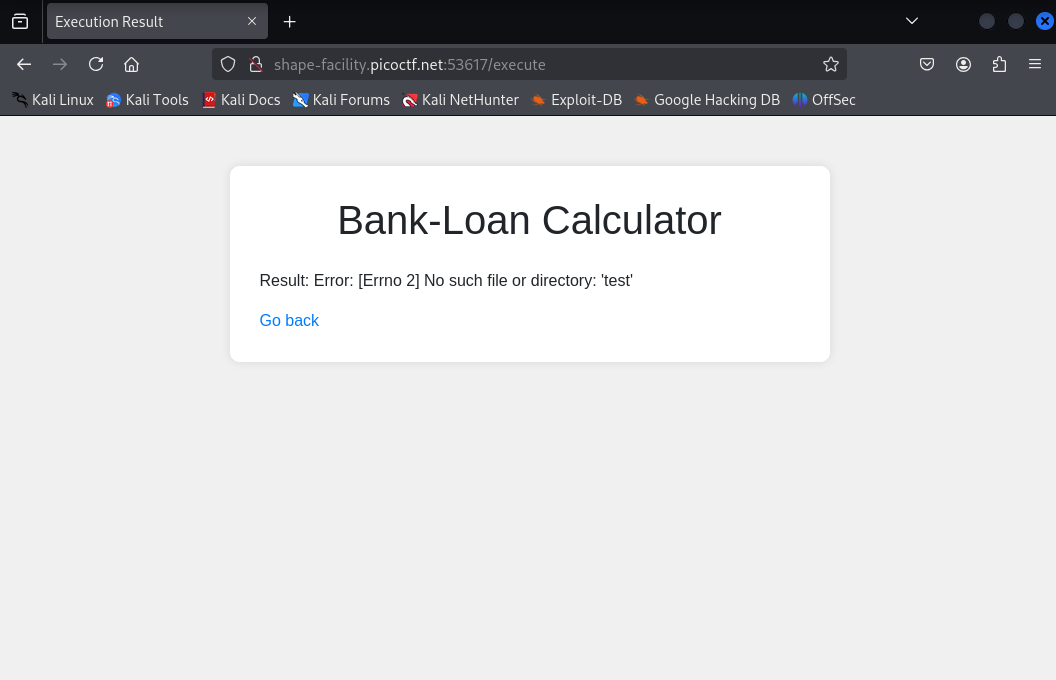 Execution Result
shape-facility.picoctf.net:53617/execute
Kali Linux Kali Tools Kali Docs Kali Forums Kali NetHunter Exploit-DB Google Hacking DB OffSec
Bank-Loan Calculator
Result: Error: [Errno 2] No such file or directory: 'test'
Go back